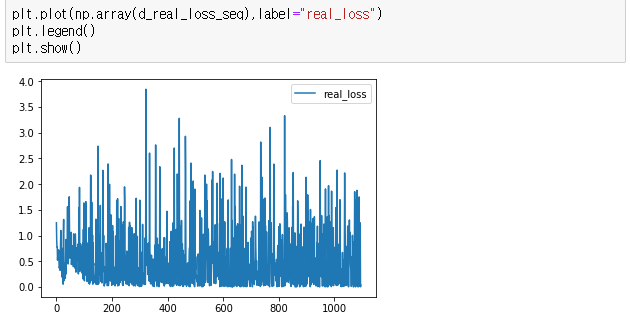 plt.plot(np.array(d_real_loss_seq),label="real_loss")
plt.legend()
plt.show()
4.0
real_loss
3.5
3.0
2.5
2.0
1.5
1.0
0.5
0.0
0 200 400 600 800 1000